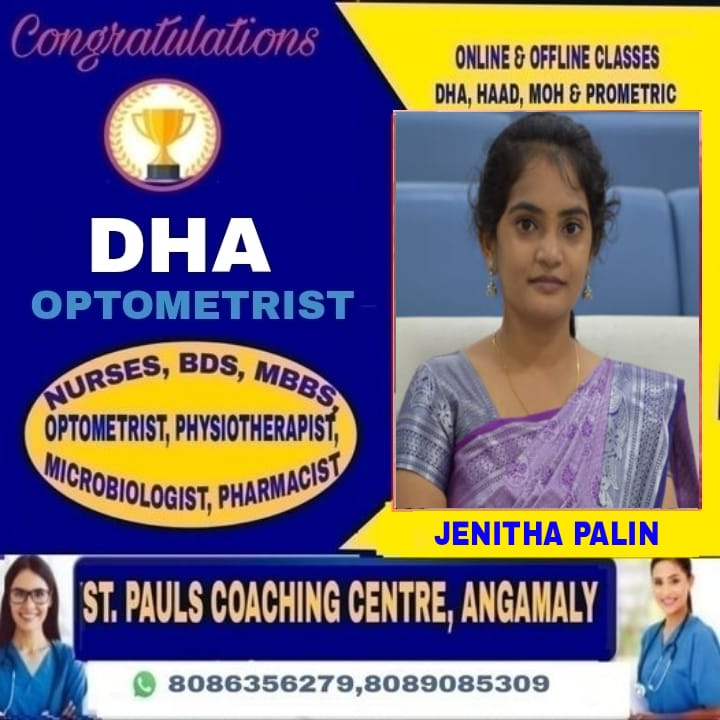 Congratulations
ONLINE & OFFLINE CLASSES
DHA, HAAD, MOH & PROMETRIC
DHA
OPTOMETRIST
NURSES, BDS, MBBS,
OPTOMETRIST, PHYSIOTHERAPIST,
MICROBIOLOGIST, PHARMACIST
JENITHA PALIN
ST. PAULS COACHING CENTRE, ANGAMALY
8086356279,8089085309